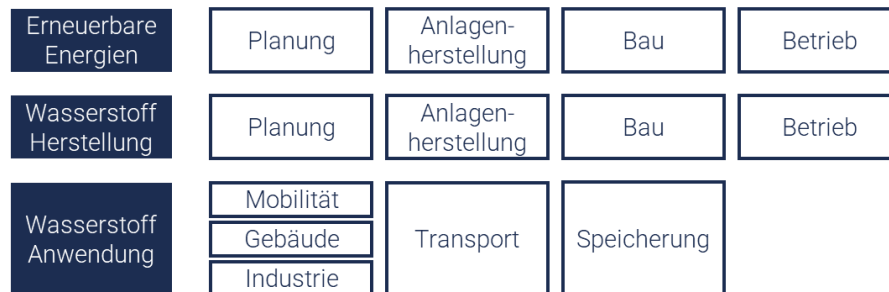 Erneuerbare
Energien
Planung
Anlagen-
herstellung
Bau
Betrieb
Wasserstoff
Herstellung
Planung
Anlagen-
herstellung
Bau
Betrieb
Wasserstoff
Anwendung
Mobilität
Gebäude
Industrie
Transport
Speicherung